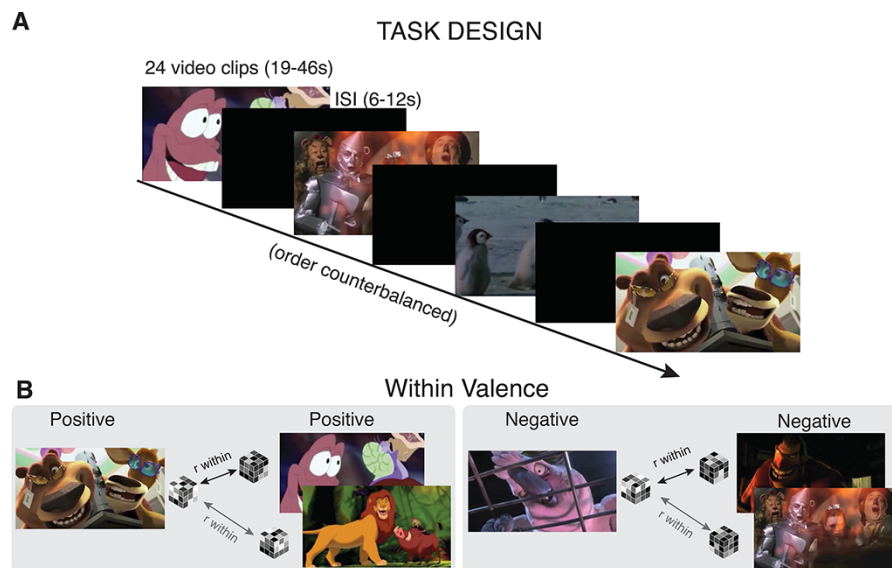 A
TASK DESIGN
24 video clips (19-46s)
ISI (6-12s)
(order counterbalanced)
B
Within Valence
Positive
Positive
r within
r within
Negative
Negative
r within
r within